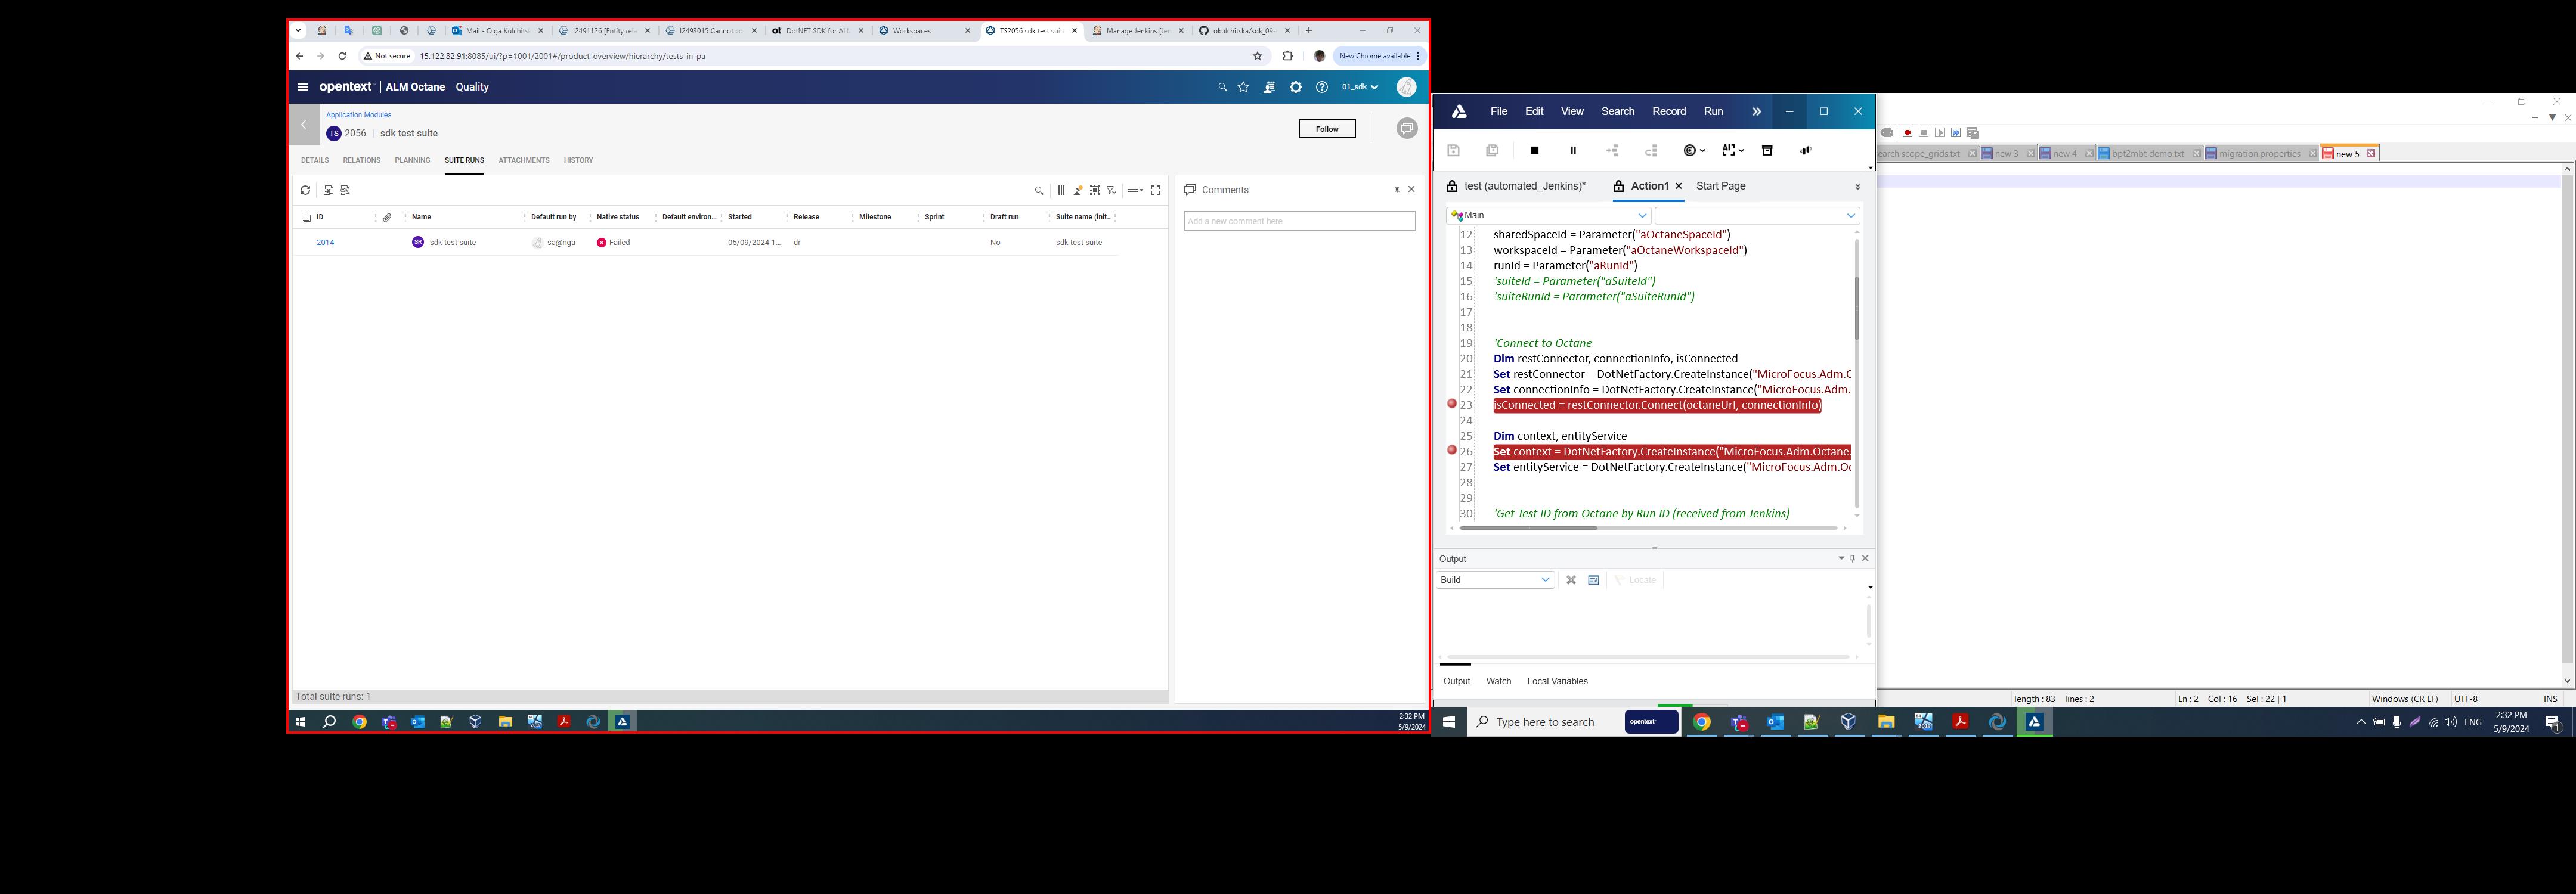 Mail - Olga Kulchits
I2491126 [Entity rel
I2493015 Cannot co
ot DotNET SDK for AL
Workspaces
TS2056 sdk test suit
Manage Jenkins [Jen
okulchitska/sdk_09-
Not secure 15.122.82.91:8085/ui/?p=1001/2001#/product-overview/hierarchy/tests-in-pa
New Chrome available
opentext | ALM Octane Quality
01_sdk
Application Modules
TS 2056 | sdk test suite
Follow
DETAILS RELATIONS PLANNING SUITE RUNS ATTACHMENTS HISTORY
ID Name Default run by Native status Default environ... Started Release Milestone Sprint Draft run Suite name (init...
2014 SR sdk test suite sa@nga Failed 05/09/2024 1... dr No sdk test suite
Total suite runs: 1
Comments
Add a new comment here
2:32 PM
5/9/2024
File Edit View Search Record Run
test (automated_Jenkins)* Action1 Start Page
Main
12 sharedSpaceId = Parameter("aOctaneSpaceId")
13 workspaceId = Parameter("aOctaneWorkspaceId")
14 runId = Parameter("aRunId")
15 'suiteId = Parameter("aSuiteId")
16 'suiteRunId = Parameter("aSuiteRunId")
17
18
19 'Connect to Octane
20 Dim restConnector, connectionInfo, isConnected
21 Set restConnector = DotNetFactory.CreateInstance("MicroFocus.Adm.O
22 Set connectionInfo = DotNetFactory.CreateInstance("MicroFocus.Adm.
23 isConnected = restConnector.Connect(octaneUrl, connectionInfo)
24
25 Dim context, entityService
26 Set context = DotNetFactory.CreateInstance("MicroFocus.Adm.Octane.
27 Set entityService = DotNetFactory.CreateInstance("MicroFocus.Adm.Oc
28
29
30 'Get Test ID from Octane by Run ID (received from Jenkins)
Output
Build
Locate
Output Watch Local Variables
earch scope_grids.txt new 3 new 4 bpt2mbt demo.txt migration.properties new 5
length : 83 lines : 2 Ln : 2 Col : 16 Sel : 22 | 1 Windows (CR LF) UTF-8 INS
Type here to search
opentext
ENG
2:32 PM
5/9/2024
1